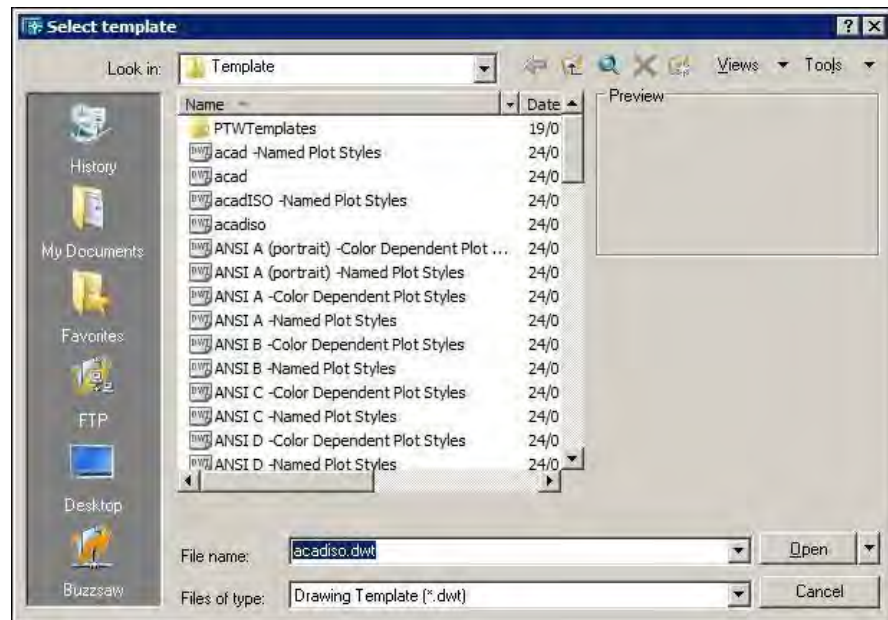 Select template
Look in: Template Views Tools
Name Date Preview
PTWTemplates 19/0
acad -Named Plot Styles 24/0
acad 24/0
acadISO -Named Plot Styles 24/0
acadiso 24/0
ANSI A (portrait) -Color Dependent Plot ... 24/0
ANSI A (portrait) -Named Plot Styles 24/0
ANSI A -Color Dependent Plot Styles 24/0
ANSI A -Named Plot Styles 24/0
ANSI B -Color Dependent Plot Styles 24/0
ANSI B -Named Plot Styles 24/0
ANSI C -Color Dependent Plot Styles 24/0
ANSI C -Named Plot Styles 24/0
ANSI D -Color Dependent Plot Styles 24/0
ANSI D -Named Plot Styles 24/0
History
My Documents
Favorites
FTP
Desktop
Buzzsaw
File name: acadiso.dwt Open
Files of type: Drawing Template (*.dwt) Cancel